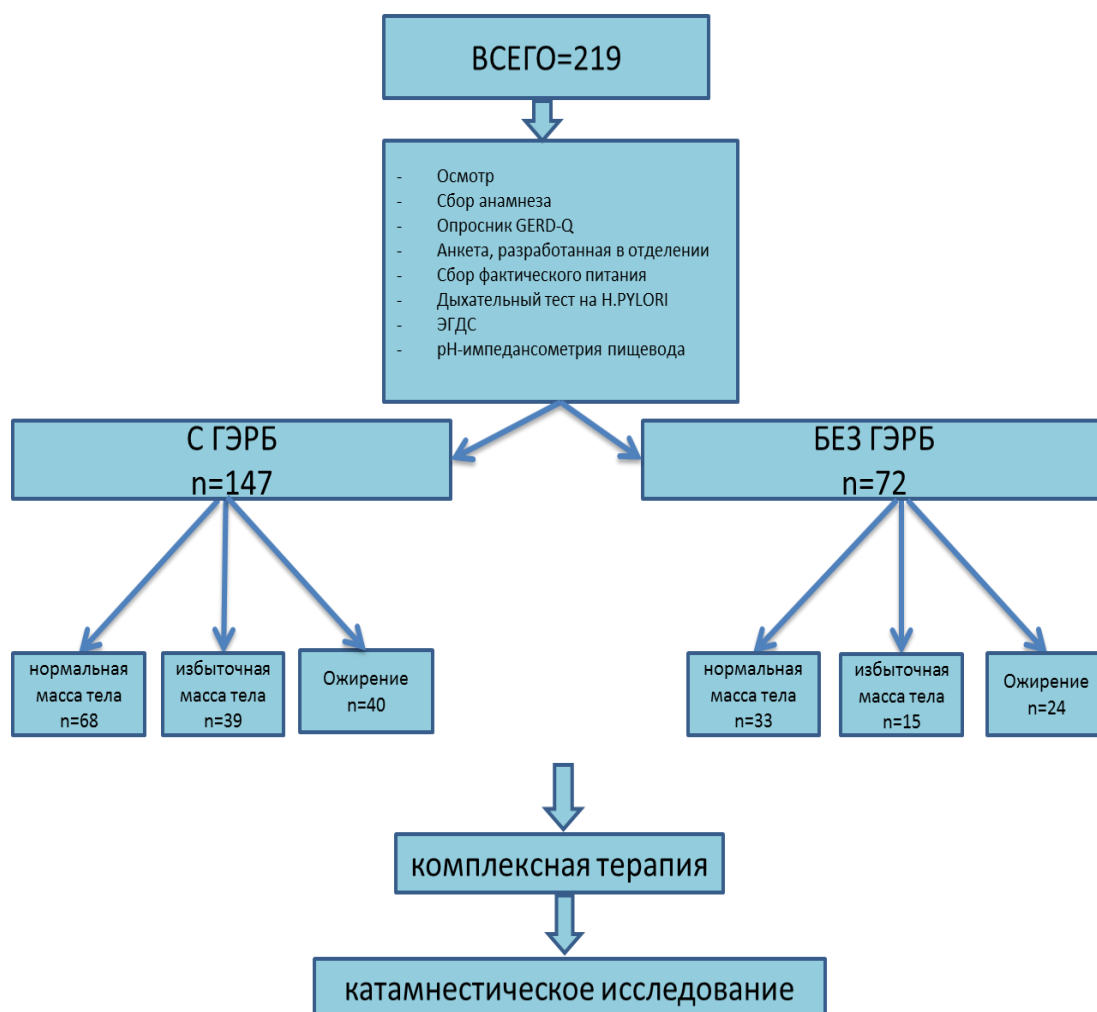 ВСЕГО=219
- Осмотр
- Сбор анамнеза
- Опросник GERD-Q
- Анкета, разработанная в отделении
- Сбор фактического питания
- Дыхательный тест на H.PYLORI
- ЭГДС
- рН-импедансометрия пищевода
С ГЭРБ
n=147
БЕЗ ГЭРБ
n=72
нормальная
масса тела
n=68
избыточная
масса тела
n=39
Ожирение
n=40
нормальная
масса тела
n=33
избыточная
масса тела
n=15
Ожирение
n=24
комплексная терапия
катамнестическое исследование